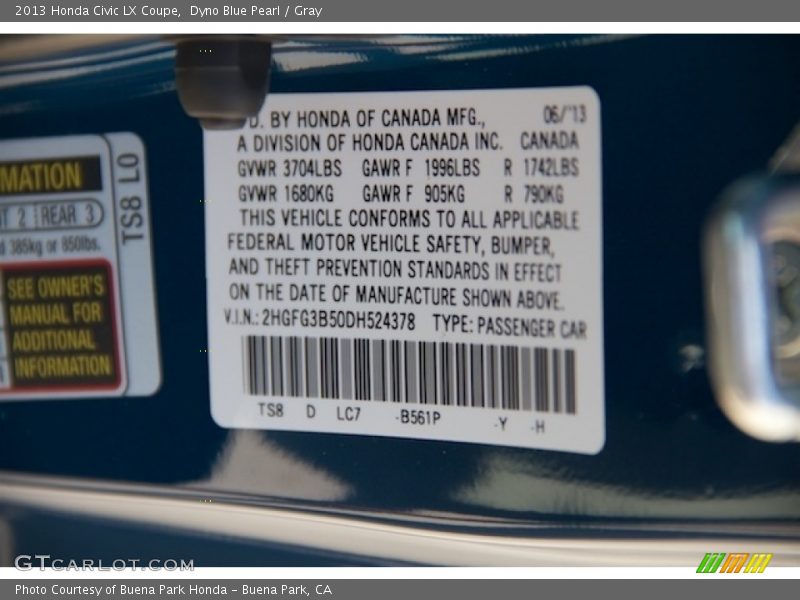 2013 Honda Civic LX Coupe,  Dyno Blue Pearl / Gray
D. BY HONDA OF CANADA MFG., 06/'13
A DIVISION OF HONDA CANADA INC. CANADA
GVWR 3704LBS GAWR F 1996LBS R 1742LBS
GVWR 1680KG GAWR F 905KG R 790KG
THIS VEHICLE CONFORMS TO ALL APPLICABLE
FEDERAL MOTOR VEHICLE SAFETY, BUMPER,
AND THEFT PREVENTION STANDARDS IN EFFECT
ON THE DATE OF MANUFACTURE SHOWN ABOVE.
V.I.N.: 2HGFG3B50DH524378 TYPE: PASSENGER CAR
TS8 D LC7 -B561P -Y -H
MATION
2 REAR 3
385kg or 850lbs.
SEE OWNER'S
MANUAL FOR
ADDITIONAL
INFORMATION
TS8 L0
GTCARLOT.COM
Photo Courtesy of Buena Park Honda – Buena Park, CA